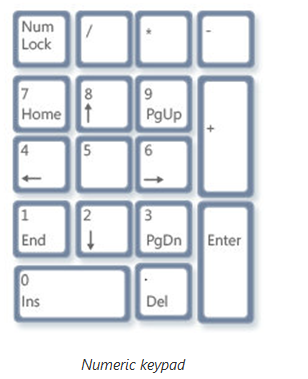 Num
Lock
/
*
-
7
Home
8
↑
9
PgUp
+
4
←
5
6
→
1
End
2
↓
3
PgDn
Enter
0
Ins
.
Del
Numeric keypad